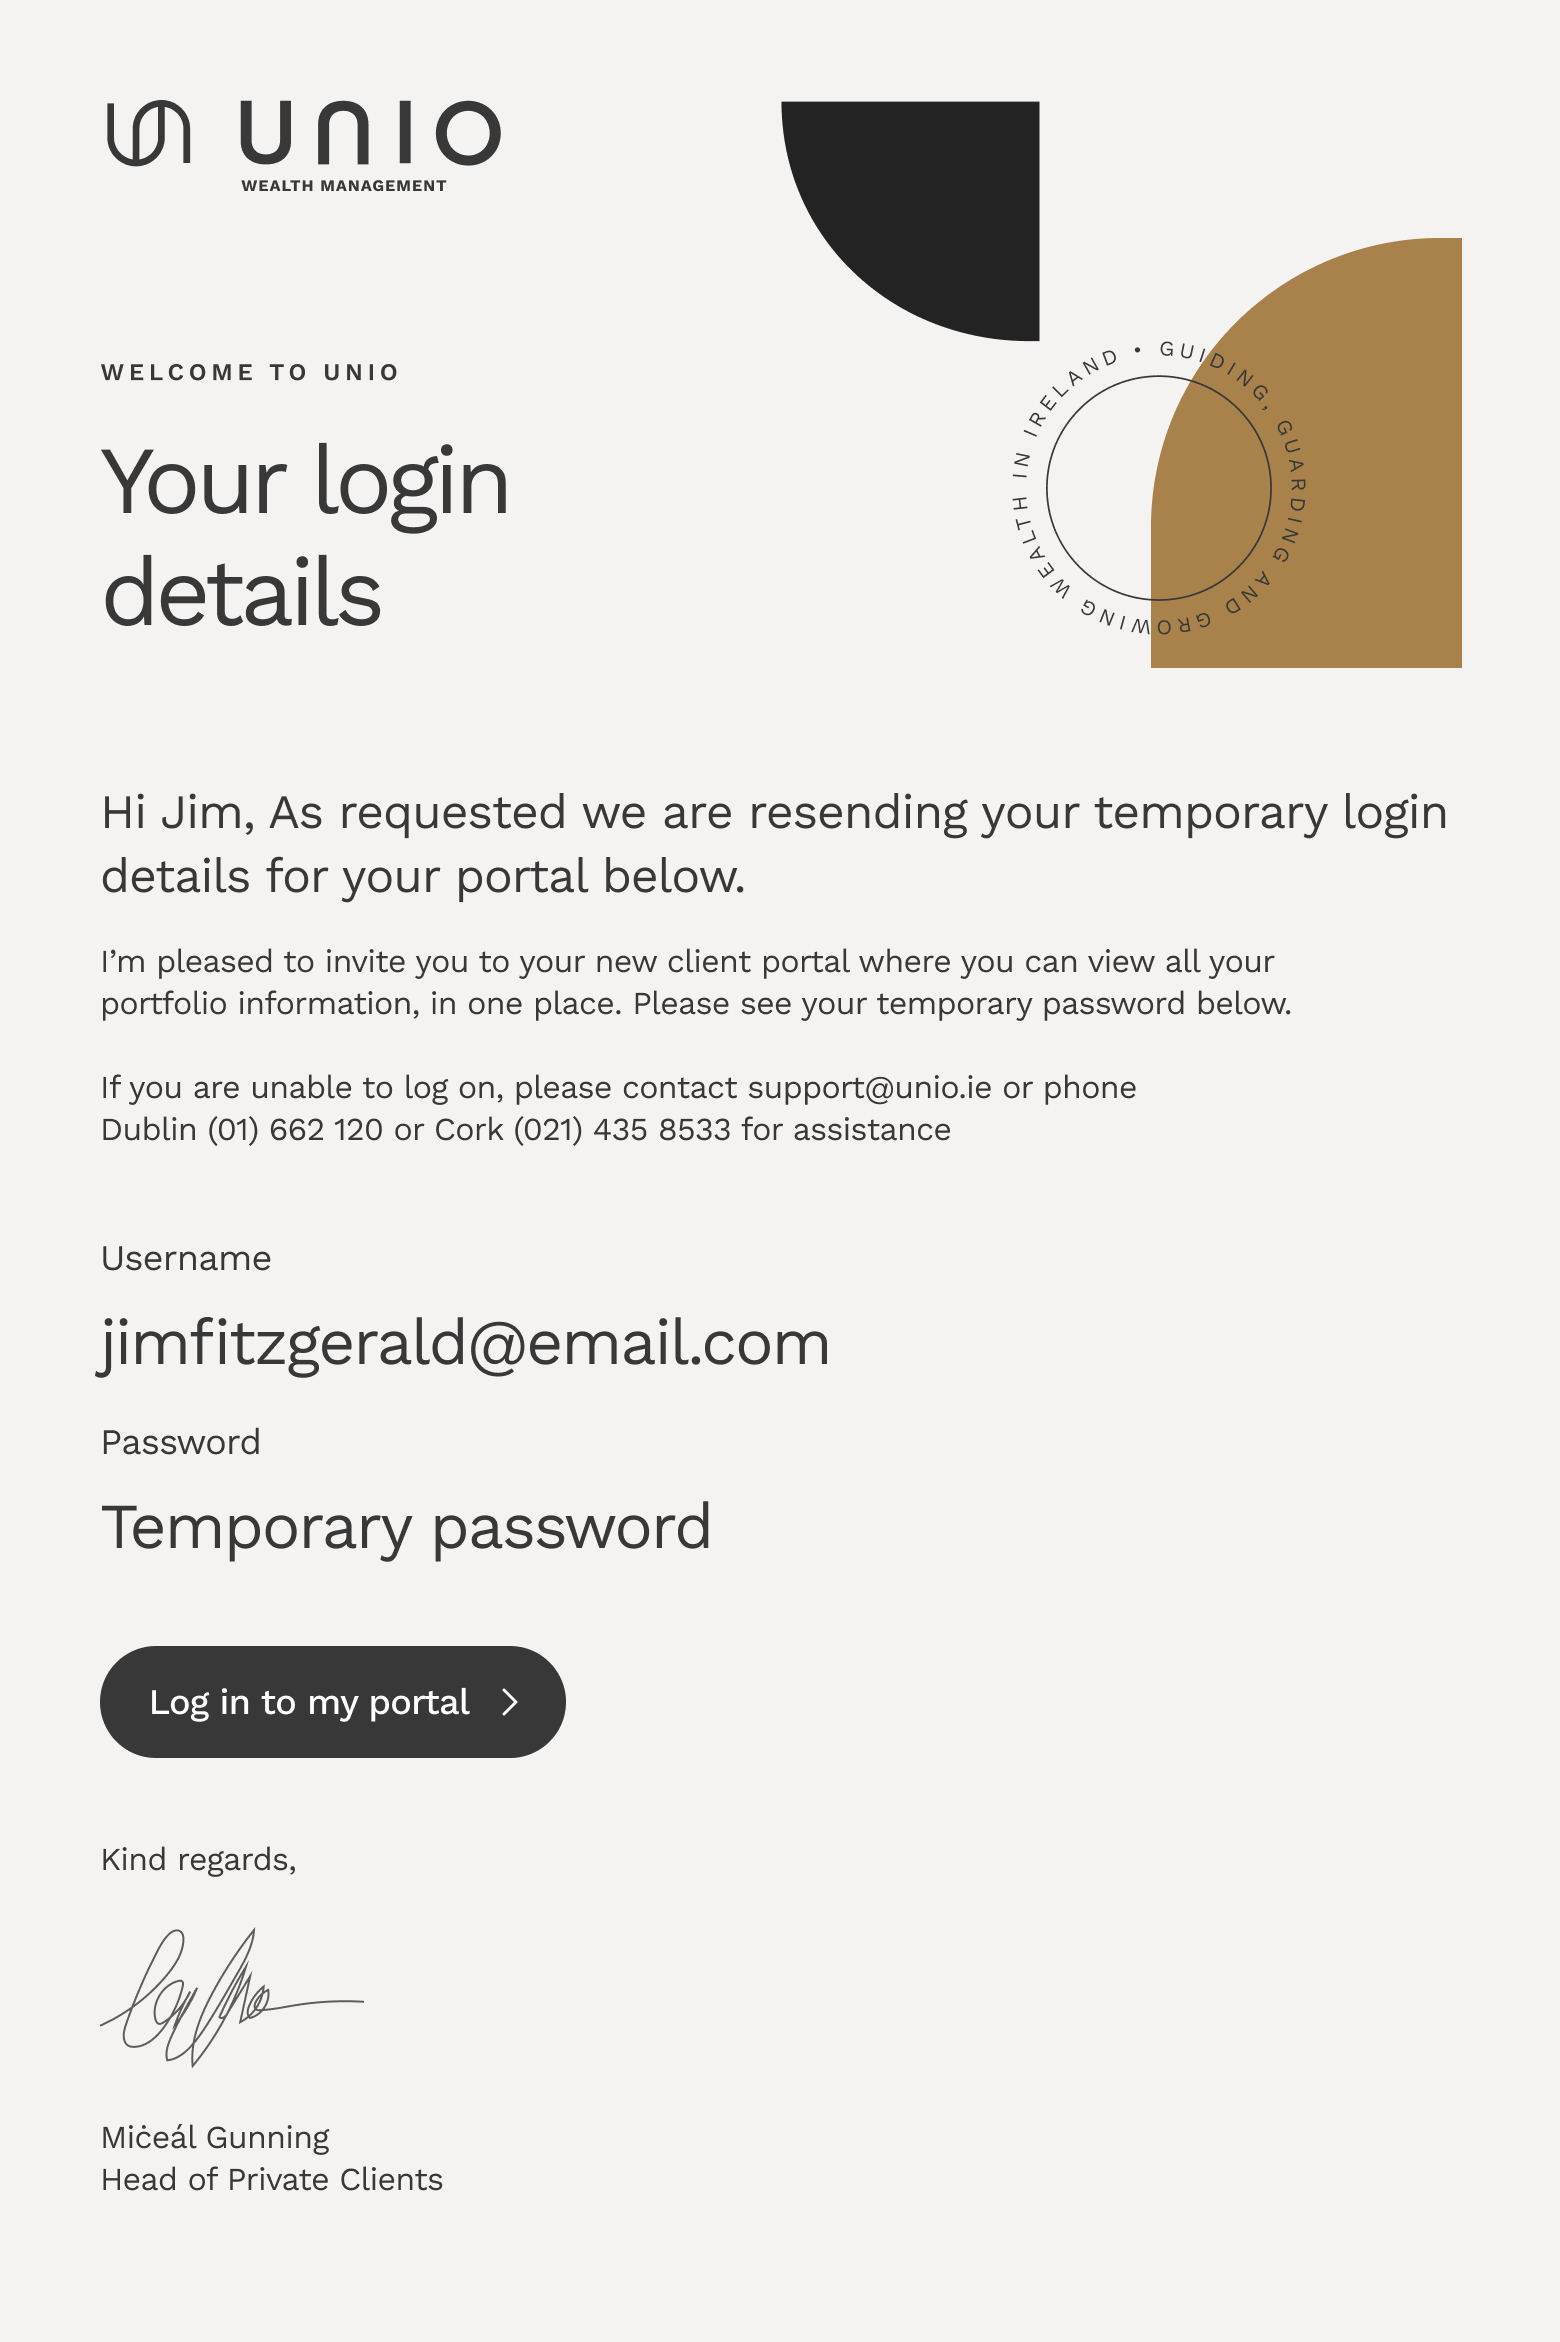 UNIO
WEALTH MANAGEMENT
WELCOME TO UNIO
Your login
details
• GUIDING, GUARDING AND GROWING WEALTH IN IRELAND
Hi Jim, As requested we are resending your temporary login
details for your portal below.
I’m pleased to invite you to your new client portal where you can view all your
portfolio information, in one place. Please see your temporary password below.
If you are unable to log on, please contact support@unio.ie or phone
Dublin (01) 662 120 or Cork (021) 435 8533 for assistance
Username
jimfitzgerald@email.com
Password
Temporary password
Log in to my portal
Kind regards,
Miċeál Gunning
Head of Private Clients